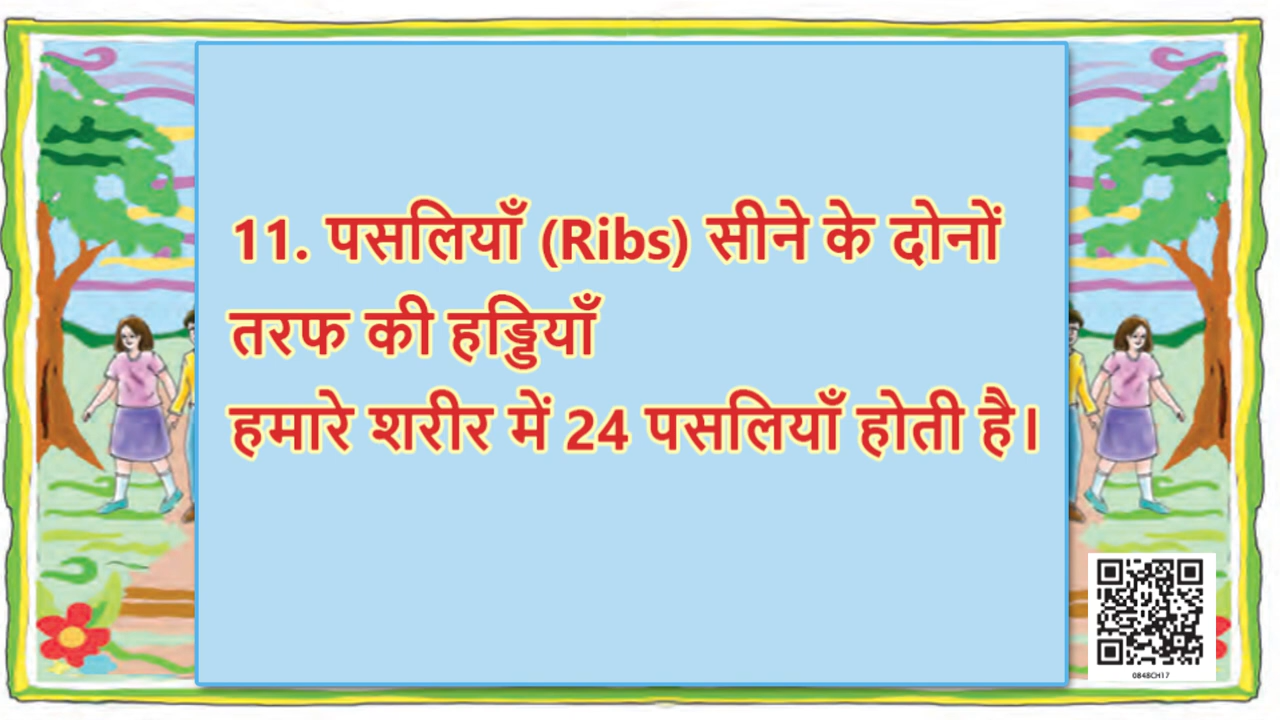 11. पसलियाँ (Ribs) सीने के दोनों
तरफ की हड्डियाँ
हमारे शरीर में 24 पसलियाँ होती है।
0848CH17